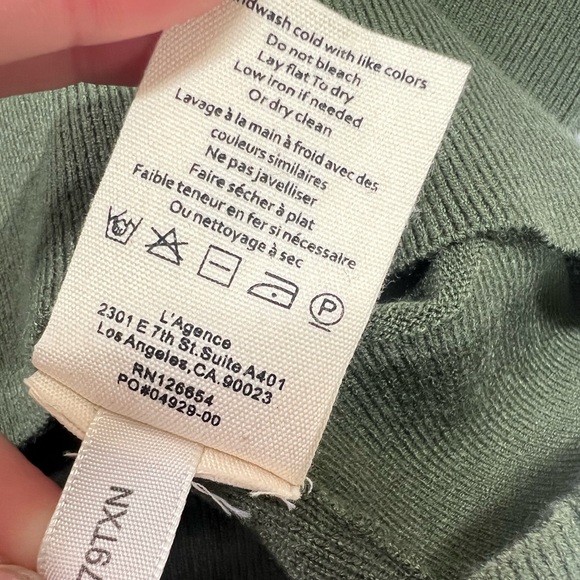 cold with like colors
Do not bleach
Lay flat To dry
Low iron if needed
Or dry clean
Lavage à la main à froid avec des
couleurs similaires
Ne pas javelliser
Faire sécher à plat
Faible teneur en fer si nécessaire
Ou nettoyage à sec
P
L'Agence
2301 E 7th St.Suite A401
Los Angeles,CA.90023
RN126654
PO#04929-00
79TXN